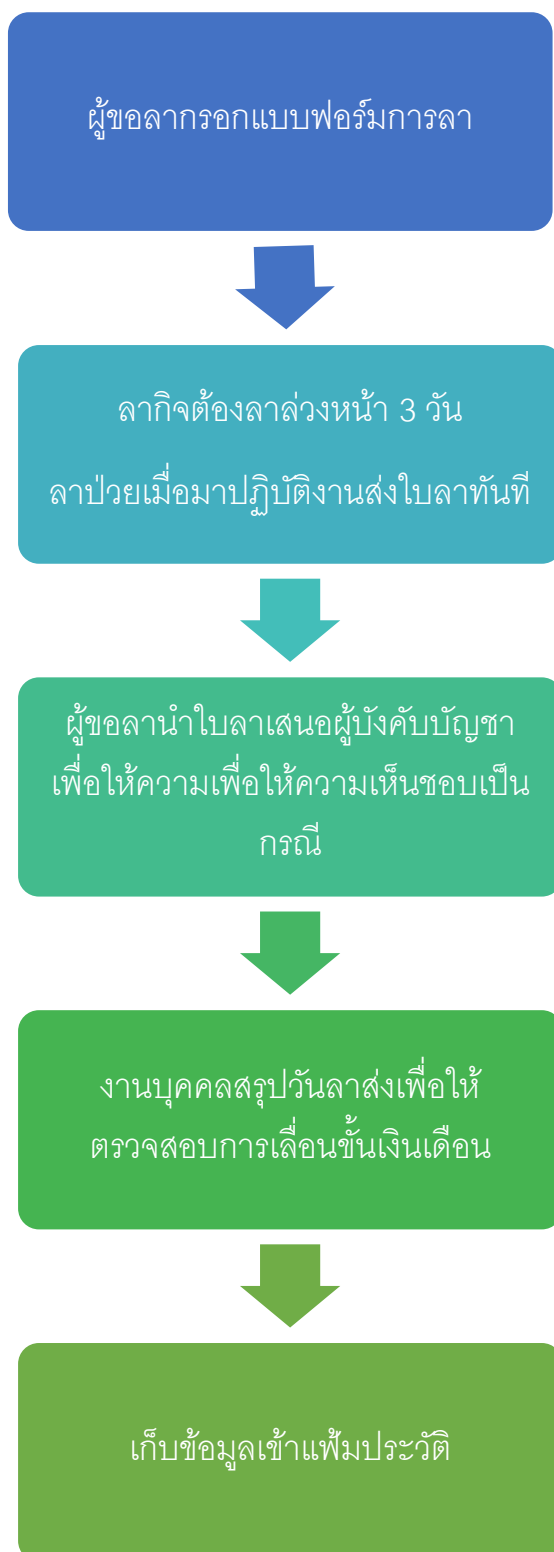 ผู้ขอลากรอกแบบฟอร์มการลา
ลากิจต้องลาล่วงหน้า 3 วัน
ลาป่วยเมื่อมาปฏิบัติงานส่งใบลาทันที
ผู้ขอลานำใบลาเสนอผู้บังคับบัญชา
เพื่อให้ความเพื่อให้ความเห็นชอบเป็น
กรณี
งานบุคคลสรุปวันลาส่งเพื่อให้
ตรวจสอบการเลื่อนขั้นเงินเดือน
เก็บข้อมูลเข้าแฟ้มประวัติ